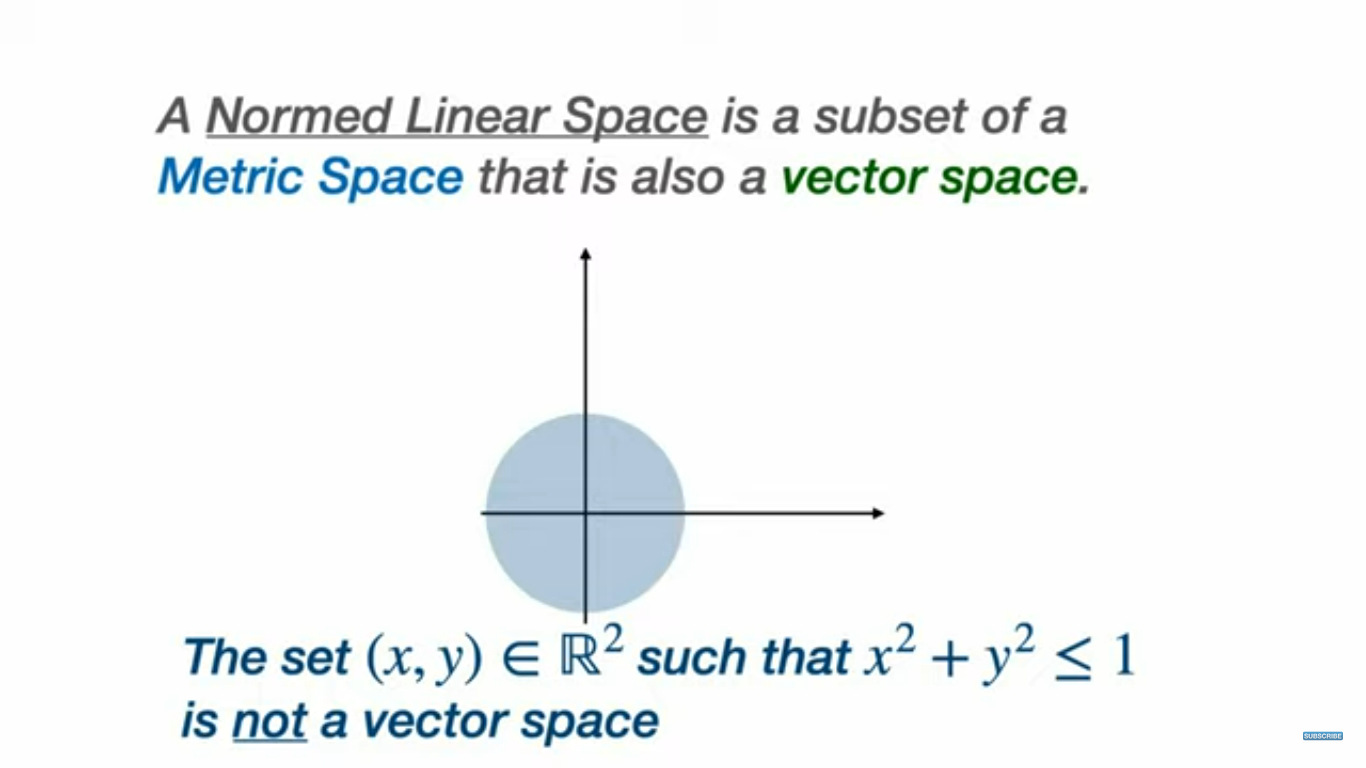 A Normed Linear Space is a subset of a
Metric Space that is also a vector space.
The set (x, y) ∈ ℝ² such that x² + y² ≤ 1
is not a vector space
SUBSCRIBE